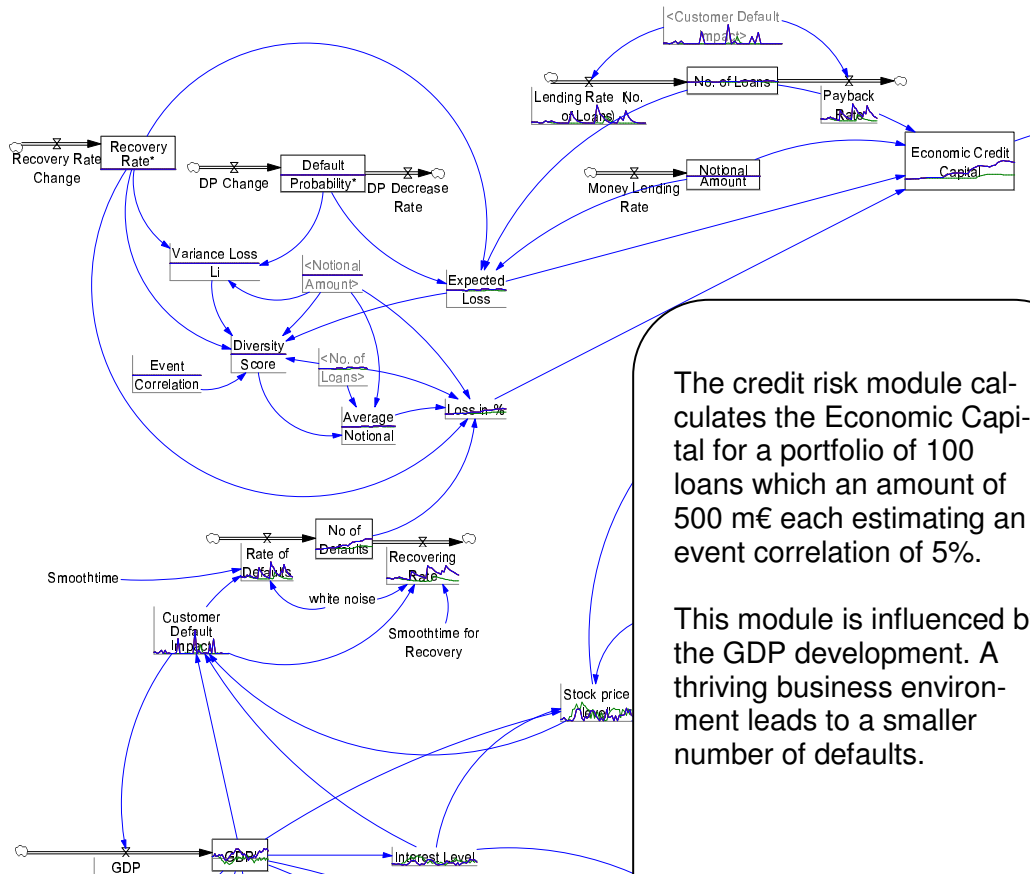 <Customer Default
Impact>
No. of Loans
Lending Rate (No.
of Loans)
Payback
Rate
Recovery
Rate*
Recovery Rate
Change
Default
Probability*
DP Change
DP Decrease
Rate
Economic Credit
Capital
Notional
Amount
Money Lending
Rate
Variance Loss
Li
<Notional
Amount>
Expected
Loss
Diversity
Score
Event
Correlation
<No. of
Loans>
Average
Notional
Loss in %
The credit risk module cal-
culates the Economic Capi-
tal for a portfolio of 100
loans which an amount of
500 m€ each estimating an
event correlation of 5%.
This module is influenced b
the GDP development. A
thriving business environ-
ment leads to a smaller
number of defaults.
No of
Defaults
Rate of
Defaults
Recovering
Rate
Smoothtime
white noise
Customer
Default
Impact
Smoothtime for
Recovery
Stock price
level
GDP
GDP
Interest Level